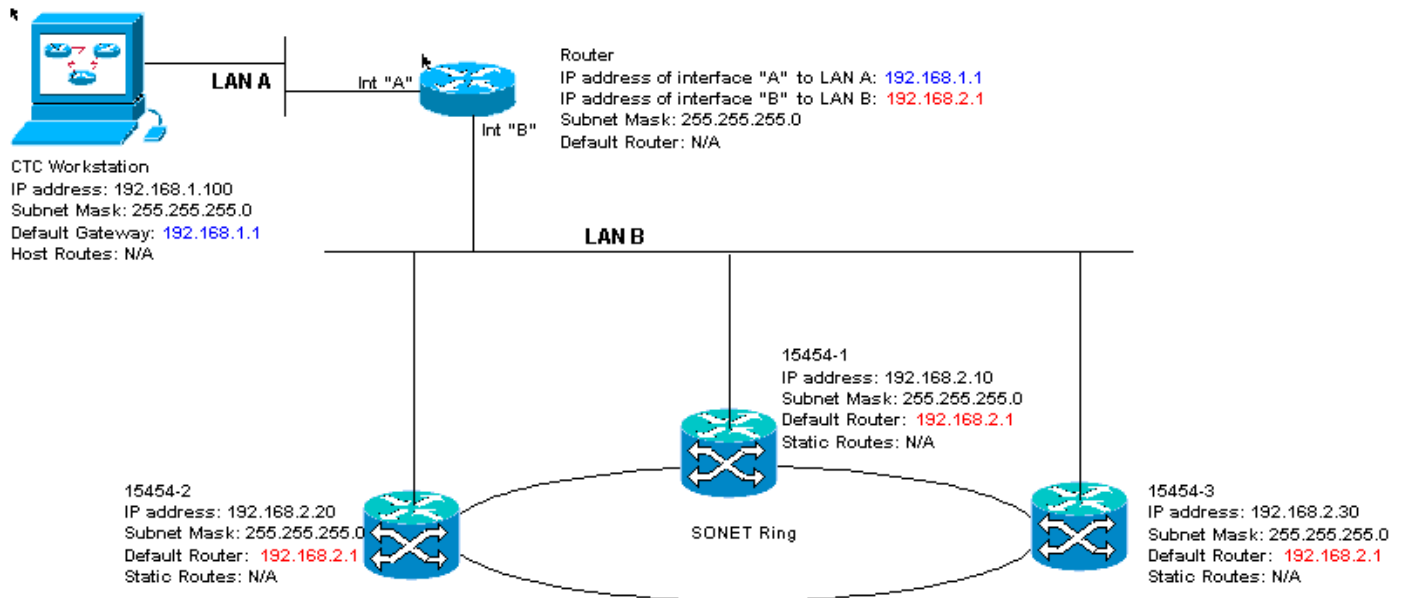 Router
IP address of interface "A" to LAN A: 192.168.1.1
IP address of interface "B" to LAN B: 192.168.2.1
Subnet Mask: 255.255.255.0
Default Router: N/A
LAN A
Int "A"
Int "B"
CTC Workstation
IP address: 192.168.1.100
Subnet Mask: 255.255.255.0
Default Gateway: 192.168.1.1
Host Routes: N/A
LAN B
15454-1
IP address: 192.168.2.10
Subnet Mask: 255.255.255.0
Default Router: 192.168.2.1
Static Routes: N/A
15454-2
IP address: 192.168.2.20
Subnet Mask: 255.255.255.0
Default Router: 192.168.2.1
Static Routes: N/A
SONET Ring
15454-3
IP address: 192.168.2.30
Subnet Mask: 255.255.255.0
Default Router: 192.168.2.1
Static Routes: N/A